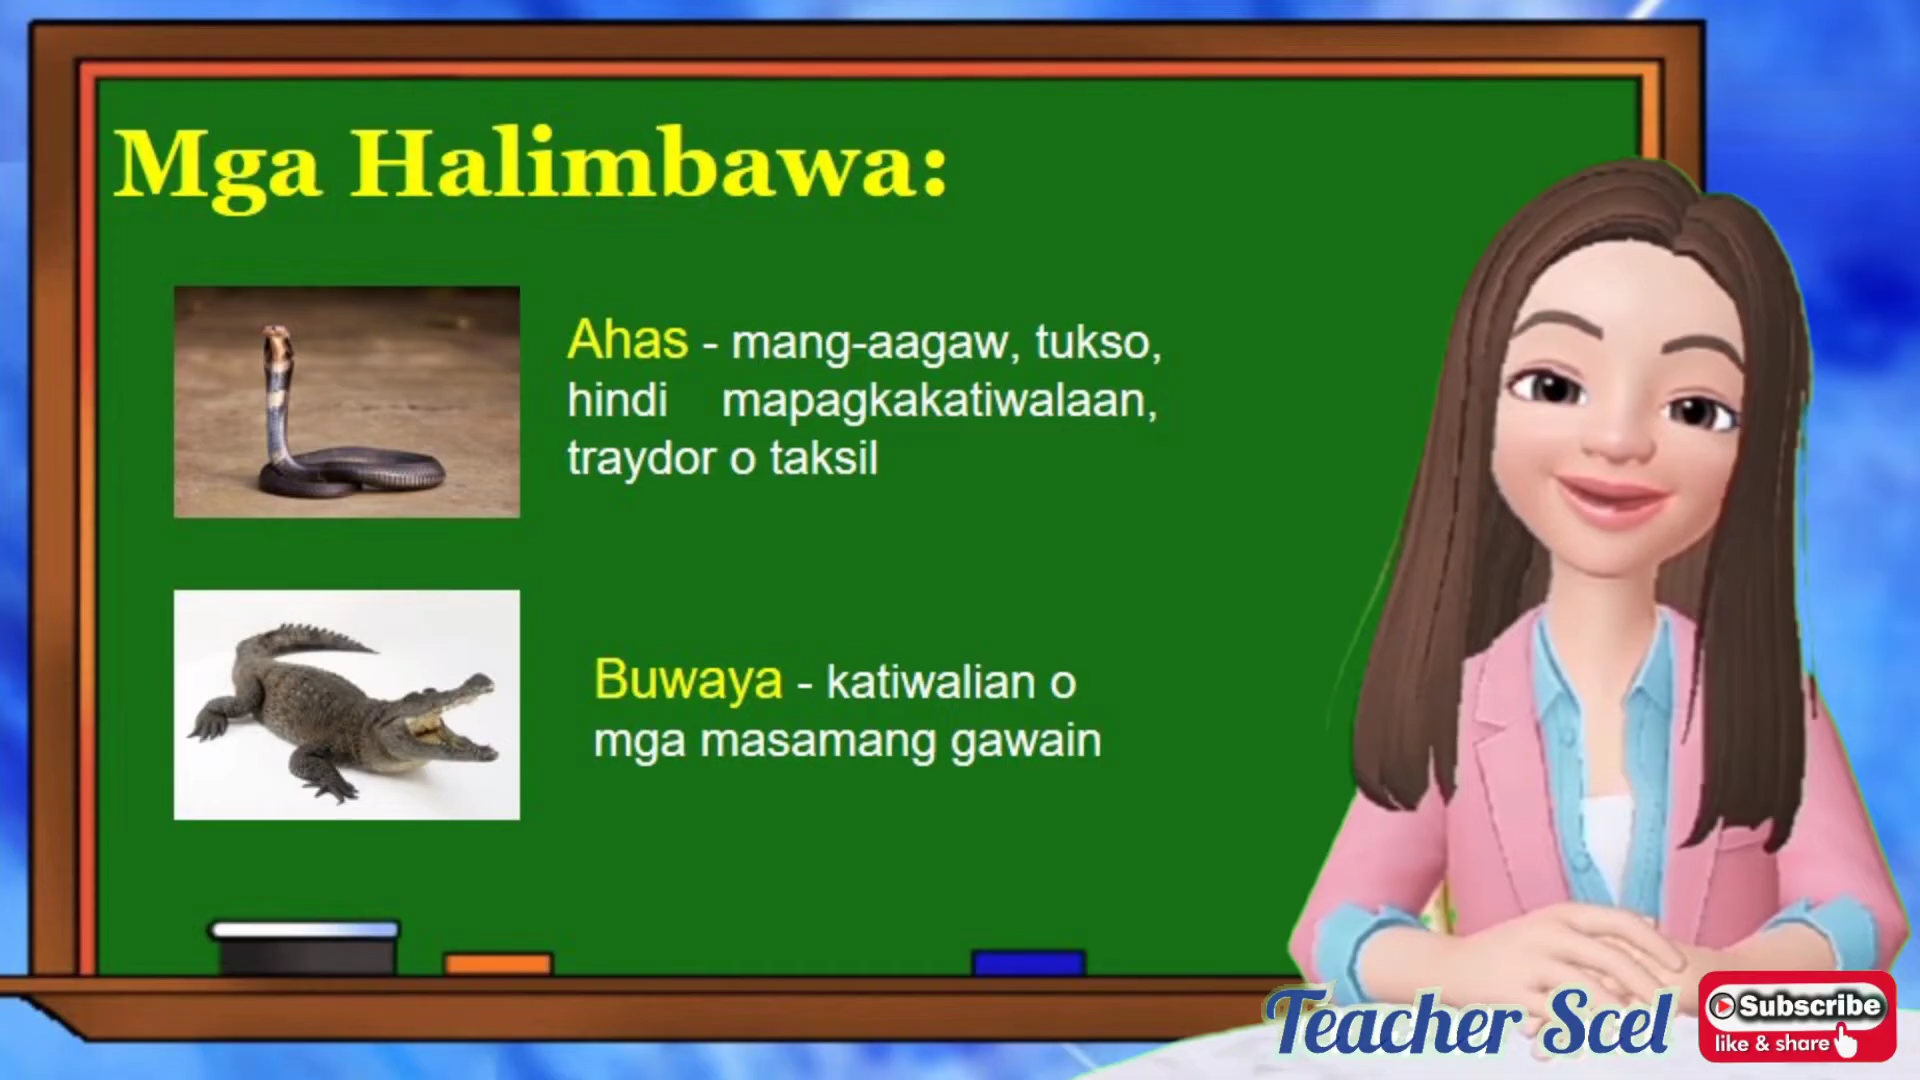 Mga Halimbawa:
Ahas - mang-aagaw, tukso,
hindi mapagkakatiwalaan,
traydor o taksil
Buwaya - katiwalian o
mga masamang gawain
Teacher Scel
Subscribe
like & share